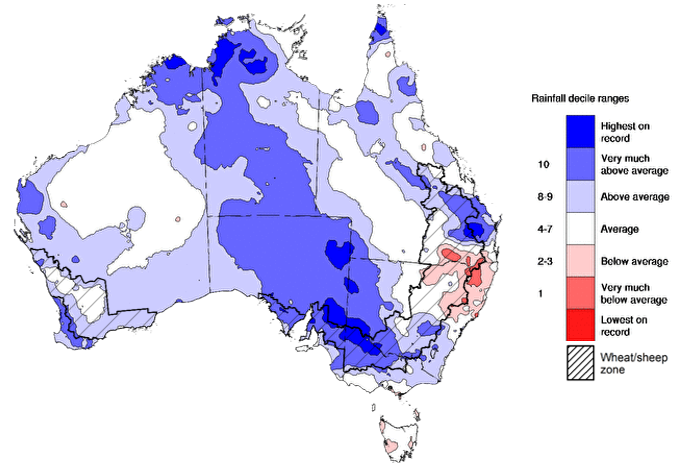 Rainfall decile ranges
Highest on
record
10
Very much
above average
8-9
Above average
4-7
Average
2-3
Below average
1
Very much
below average
Lowest on
record
Wheat/sheep
zone